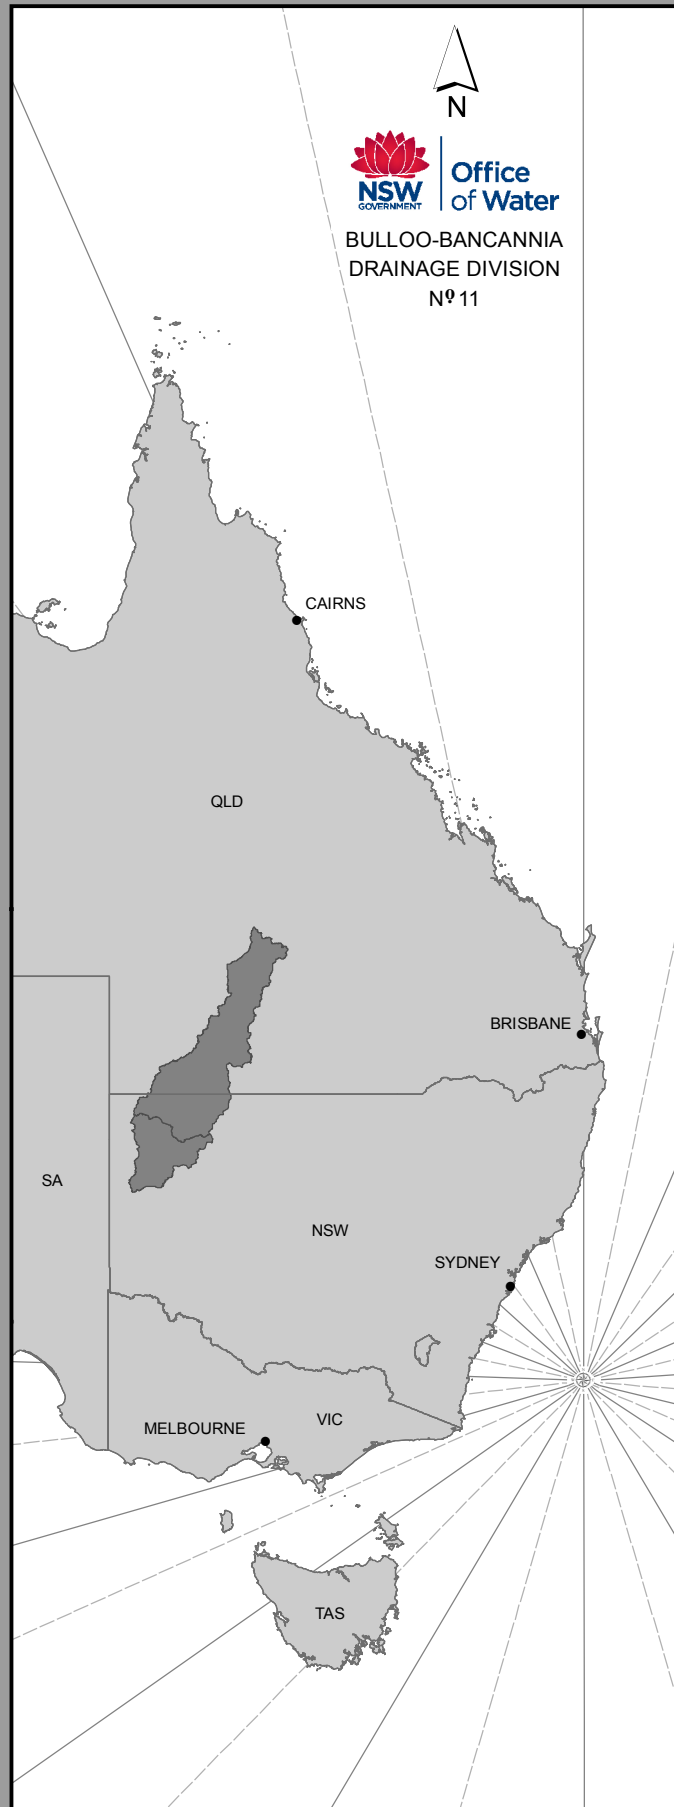 N
NSW
GOVERNMENT
Office
of Water
BULLOO-BANCANNIA
DRAINAGE DIVISION
Nº 11
CAIRNS
QLD
BRISBANE
SA
NSW
SYDNEY
MELBOURNE
VIC
TAS